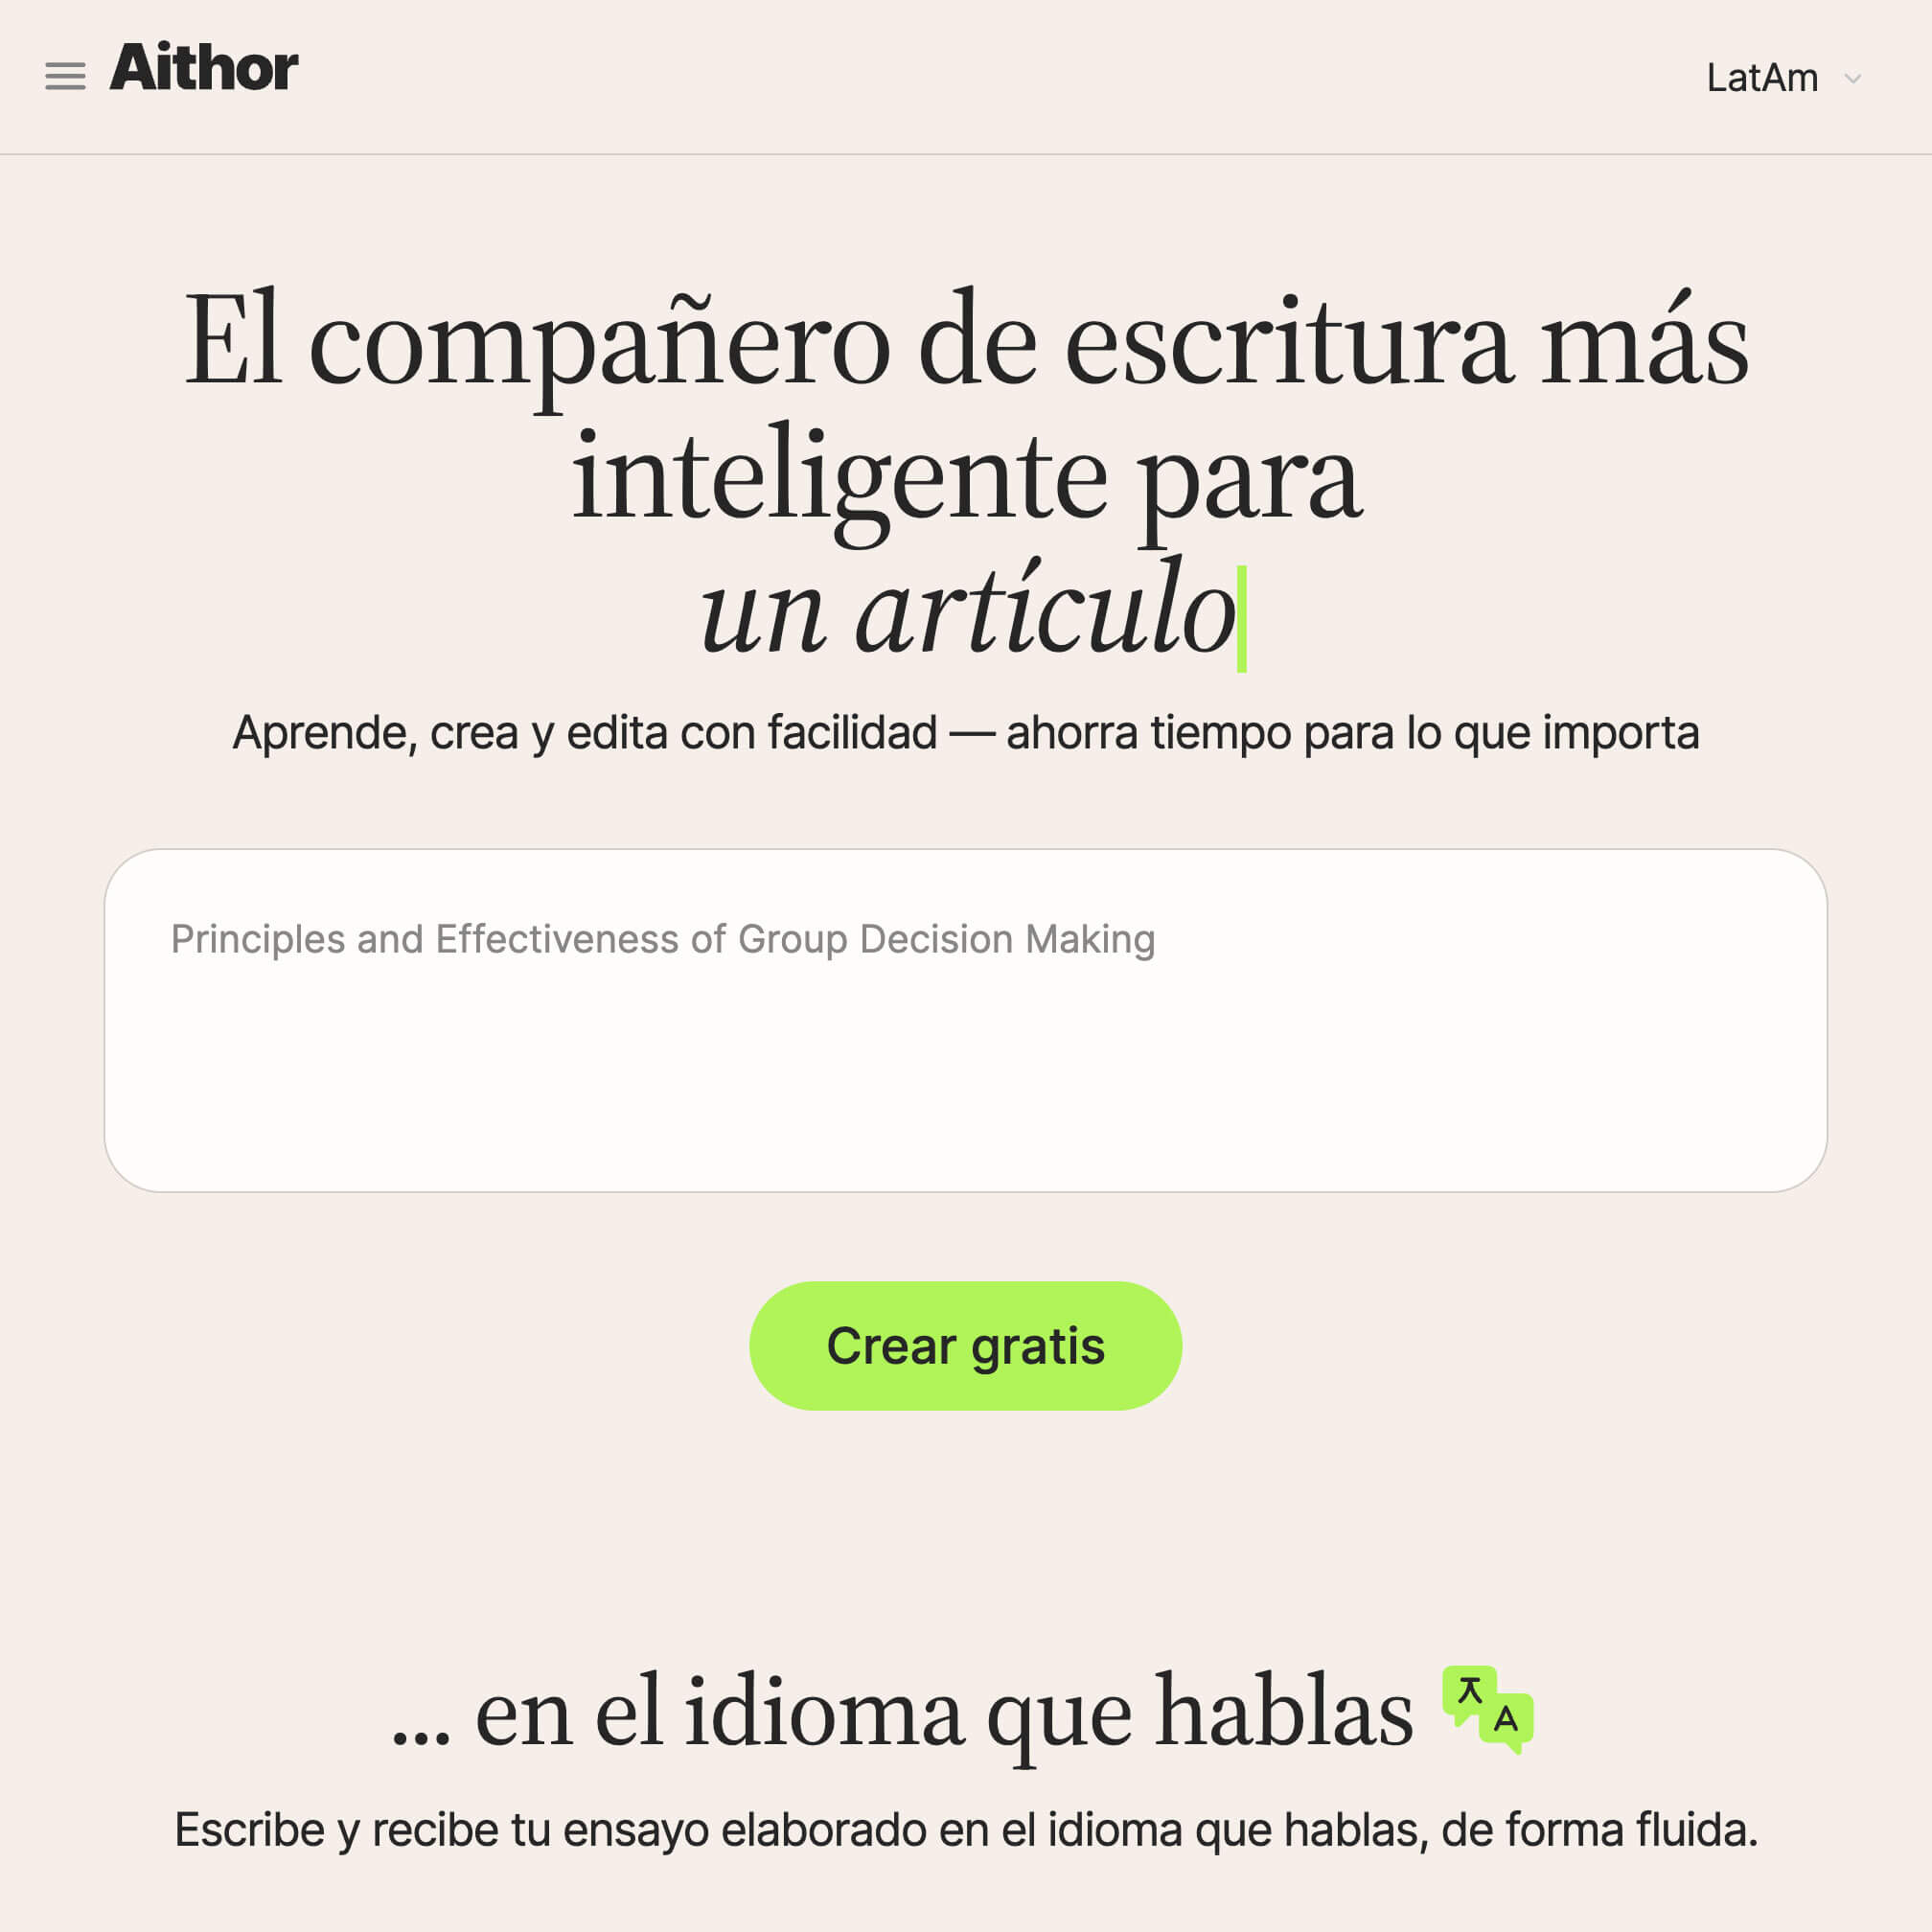 Aithor
LatAm
El compañero de escritura más
inteligente para
un artículo
Aprende, crea y edita con facilidad — ahorra tiempo para lo que importa
Principles and Effectiveness of Group Decision Making
Crear gratis
... en el idioma que hablas
Escribe y recibe tu ensayo elaborado en el idioma que hablas, de forma fluida.